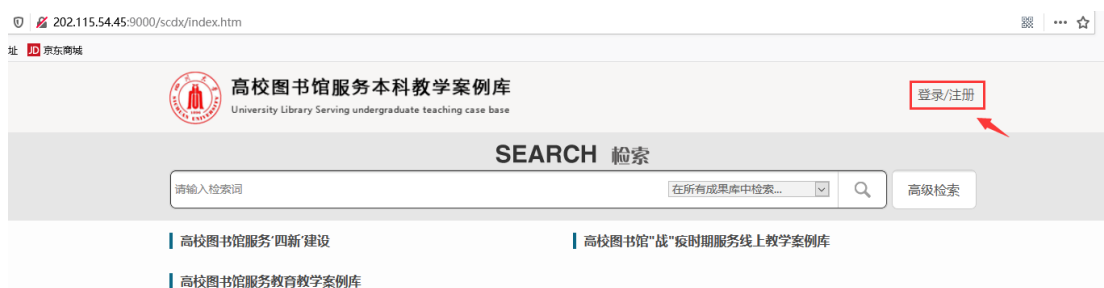 202.115.54.45:9000/scdx/index.htm
址 JD 京东商城
高校图书馆服务本科教学案例库
University Library Serving undergraduate teaching case base
登录/注册
SEARCH 检索
请输入检索词 在所有成果库中检索... 高级检索
高校图书馆服务'四新'建设 高校图书馆"战"疫时期服务线上教学案例库
高校图书馆服务教育教学案例库